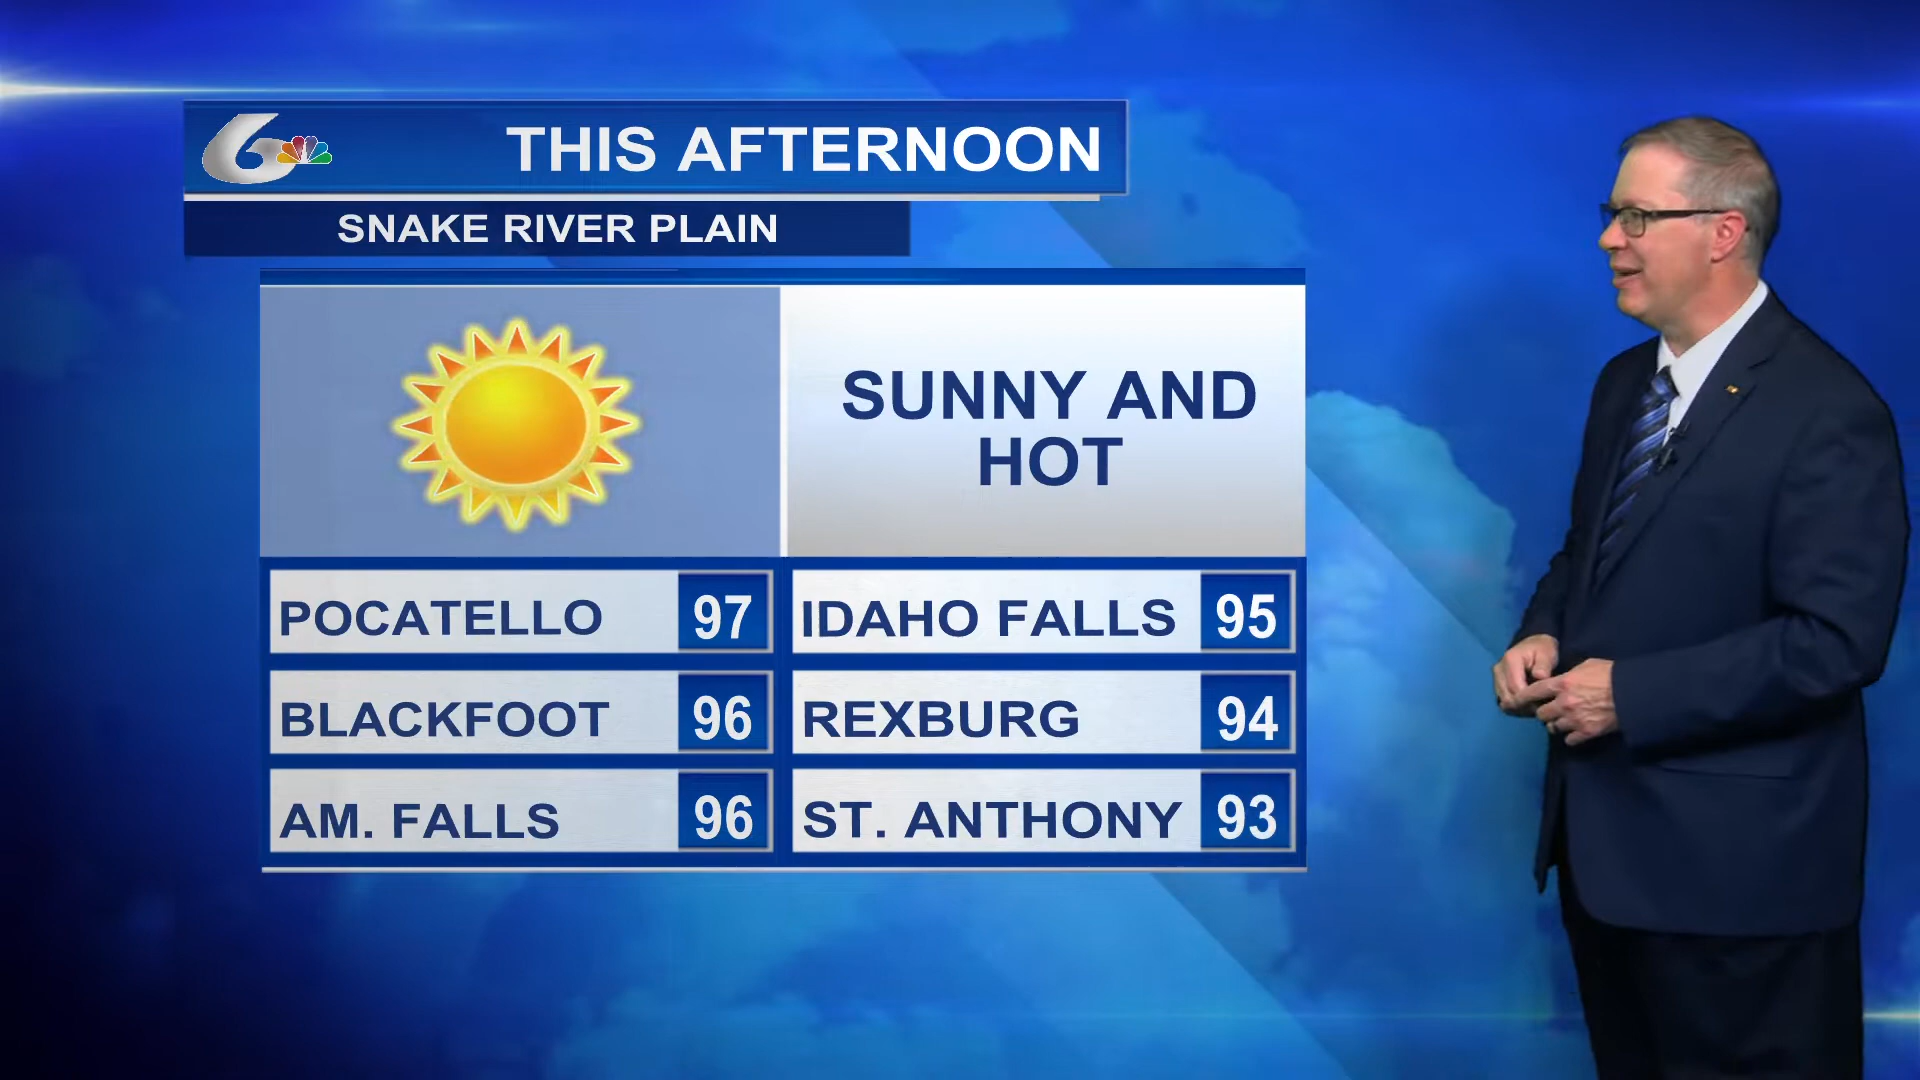 6
THIS AFTERNOON
SNAKE RIVER PLAIN
SUNNY AND
HOT
POCATELLO 97
IDAHO FALLS 95
BLACKFOOT 96
REXBURG 94
AM. FALLS 96
ST. ANTHONY 93